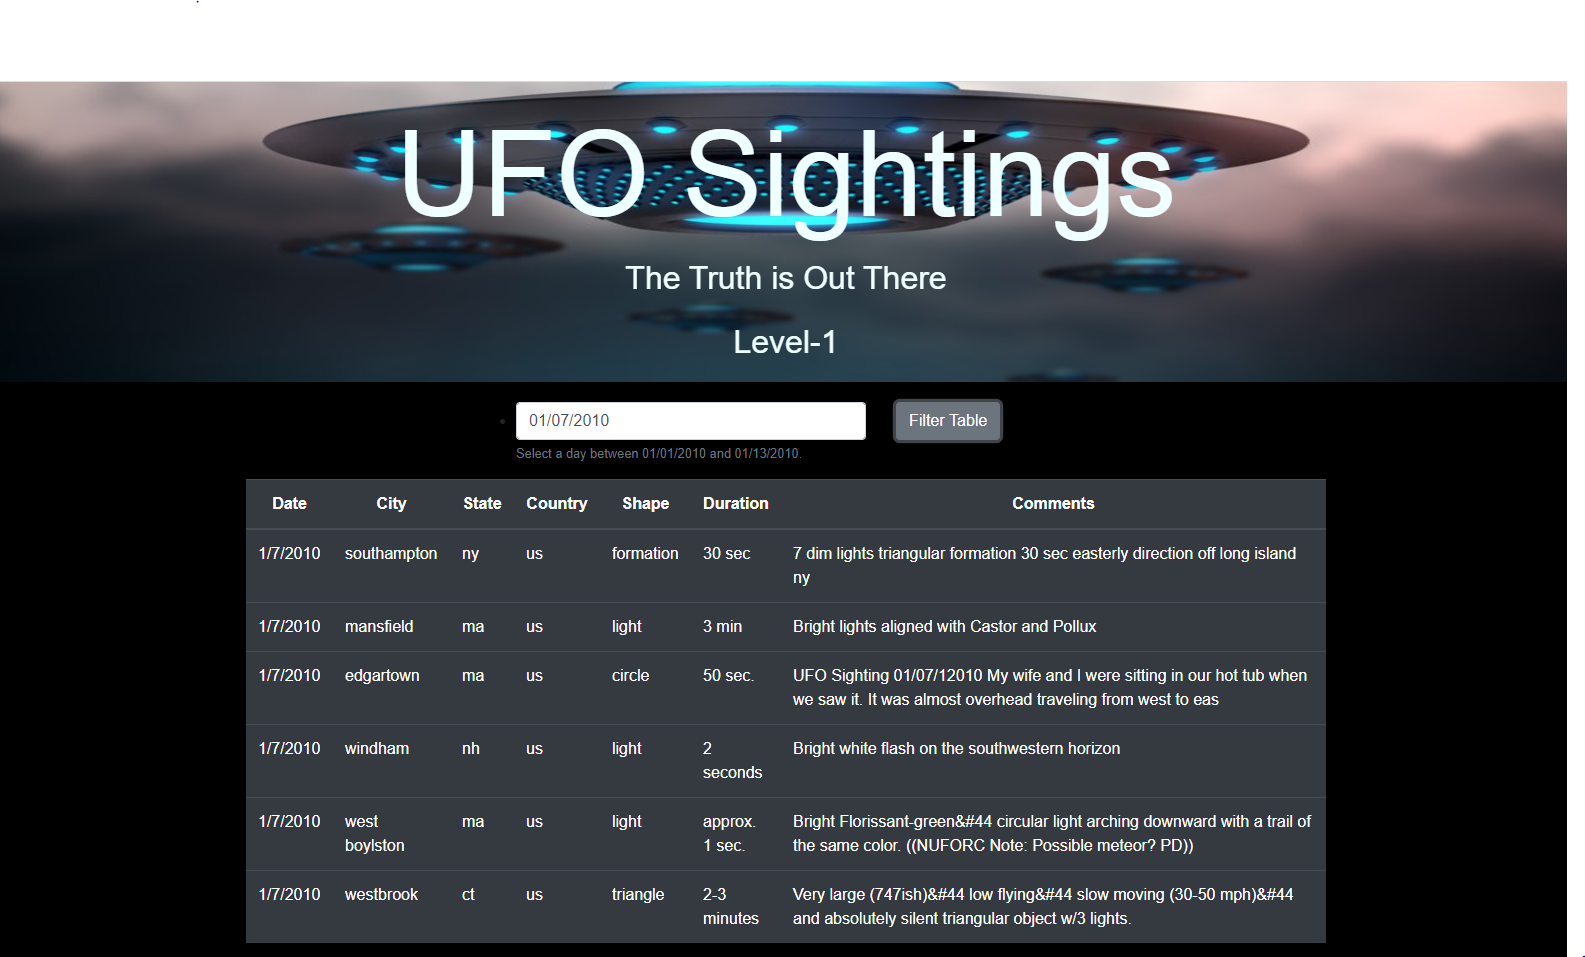 UFO Sightings
The Truth is Out There
Level-1
01/07/2010 Filter Table
Select a day between 01/01/2010 and 01/13/2010.
Date City State Country Shape Duration Comments
1/7/2010 southampton ny us formation 30 sec 7 dim lights triangular formation 30 sec easterly direction off long island
ny
1/7/2010 mansfield ma us light 3 min Bright lights aligned with Castor and Pollux
1/7/2010 edgartown ma us circle 50 sec. UFO Sighting 01/07/12010 My wife and I were sitting in our hot tub when
we saw it. It was almost overhead traveling from west to eas
1/7/2010 windham nh us light 2 Bright white flash on the southwestern horizon
seconds
1/7/2010 west ma us light approx. Bright Florissant-green&#44 circular light arching downward with a trail of
boylston 1 sec. the same color. ((NUFORC Note: Possible meteor? PD))
1/7/2010 westbrook ct us triangle 2-3 Very large (747ish)&#44 low flying&#44 slow moving (30-50 mph)&#44
minutes and absolutely silent triangular object w/3 lights.